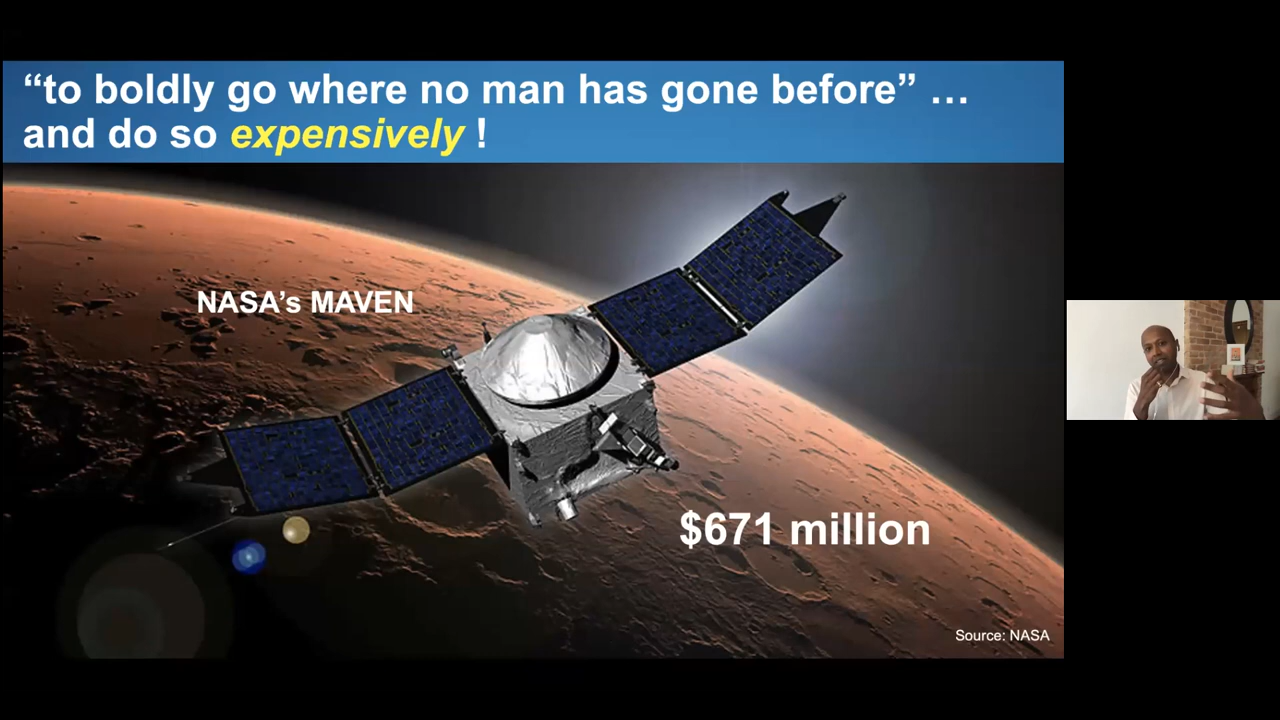 “to boldly go where no man has gone before” …
and do so expensively !
NASA’s MAVEN
$671 million
Source: NASA